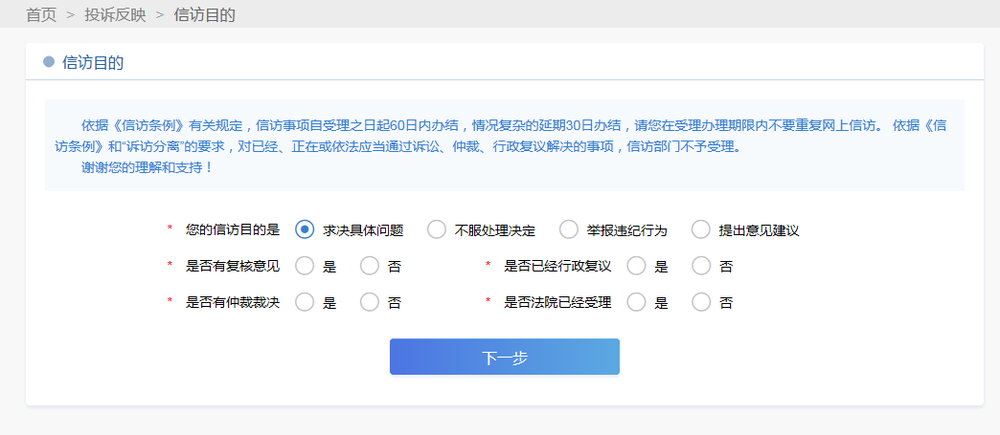 首页 > 投诉反映 > 信访目的
信访目的
依据《信访条例》有关规定，信访事项自受理之日起60日内办结，情况复杂的延期30日办结，请您在受理办理期限内不要重复网上信访。 依据《信
访条例》和“诉访分离”的要求，对已经、正在或依法应当通过诉讼、仲裁、行政复议解决的事项，信访部门不予受理。
谢谢您的理解和支持！
* 您的信访目的是 求决具体问题 不服处理决定 举报违纪行为 提出意见建议
* 是否有复核意见 是 否 * 是否已经行政复议 是 否
* 是否有仲裁裁决 是 否 * 是否法院已经受理 是 否
下一步